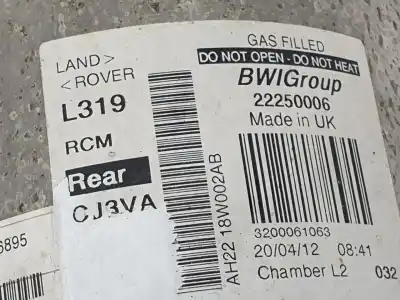 LAND>
<ROVER
L319
RCM
Rear
CJ3VA
AH22 18W002AB
GAS FILLED
DO NOT OPEN - DO NOT HEAT
BWIGroup
22250006
Made in UK
3200061063
20/04/12 08:41
Chamber L2 032
6895